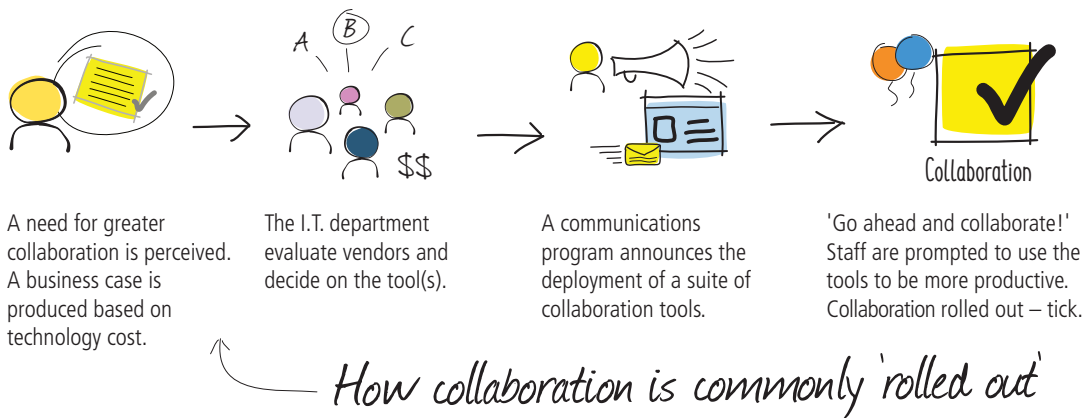 A B C
$$
Collaboration
A need for greater
collaboration is perceived.
A business case is
produced based on
technology cost.
The I.T. department
evaluate vendors and
decide on the tool(s).
A communications
program announces the
deployment of a suite of
collaboration tools.
'Go ahead and collaborate!'
Staff are prompted to use the
tools to be more productive.
Collaboration rolled out – tick.
How collaboration is commonly 'rolled out'